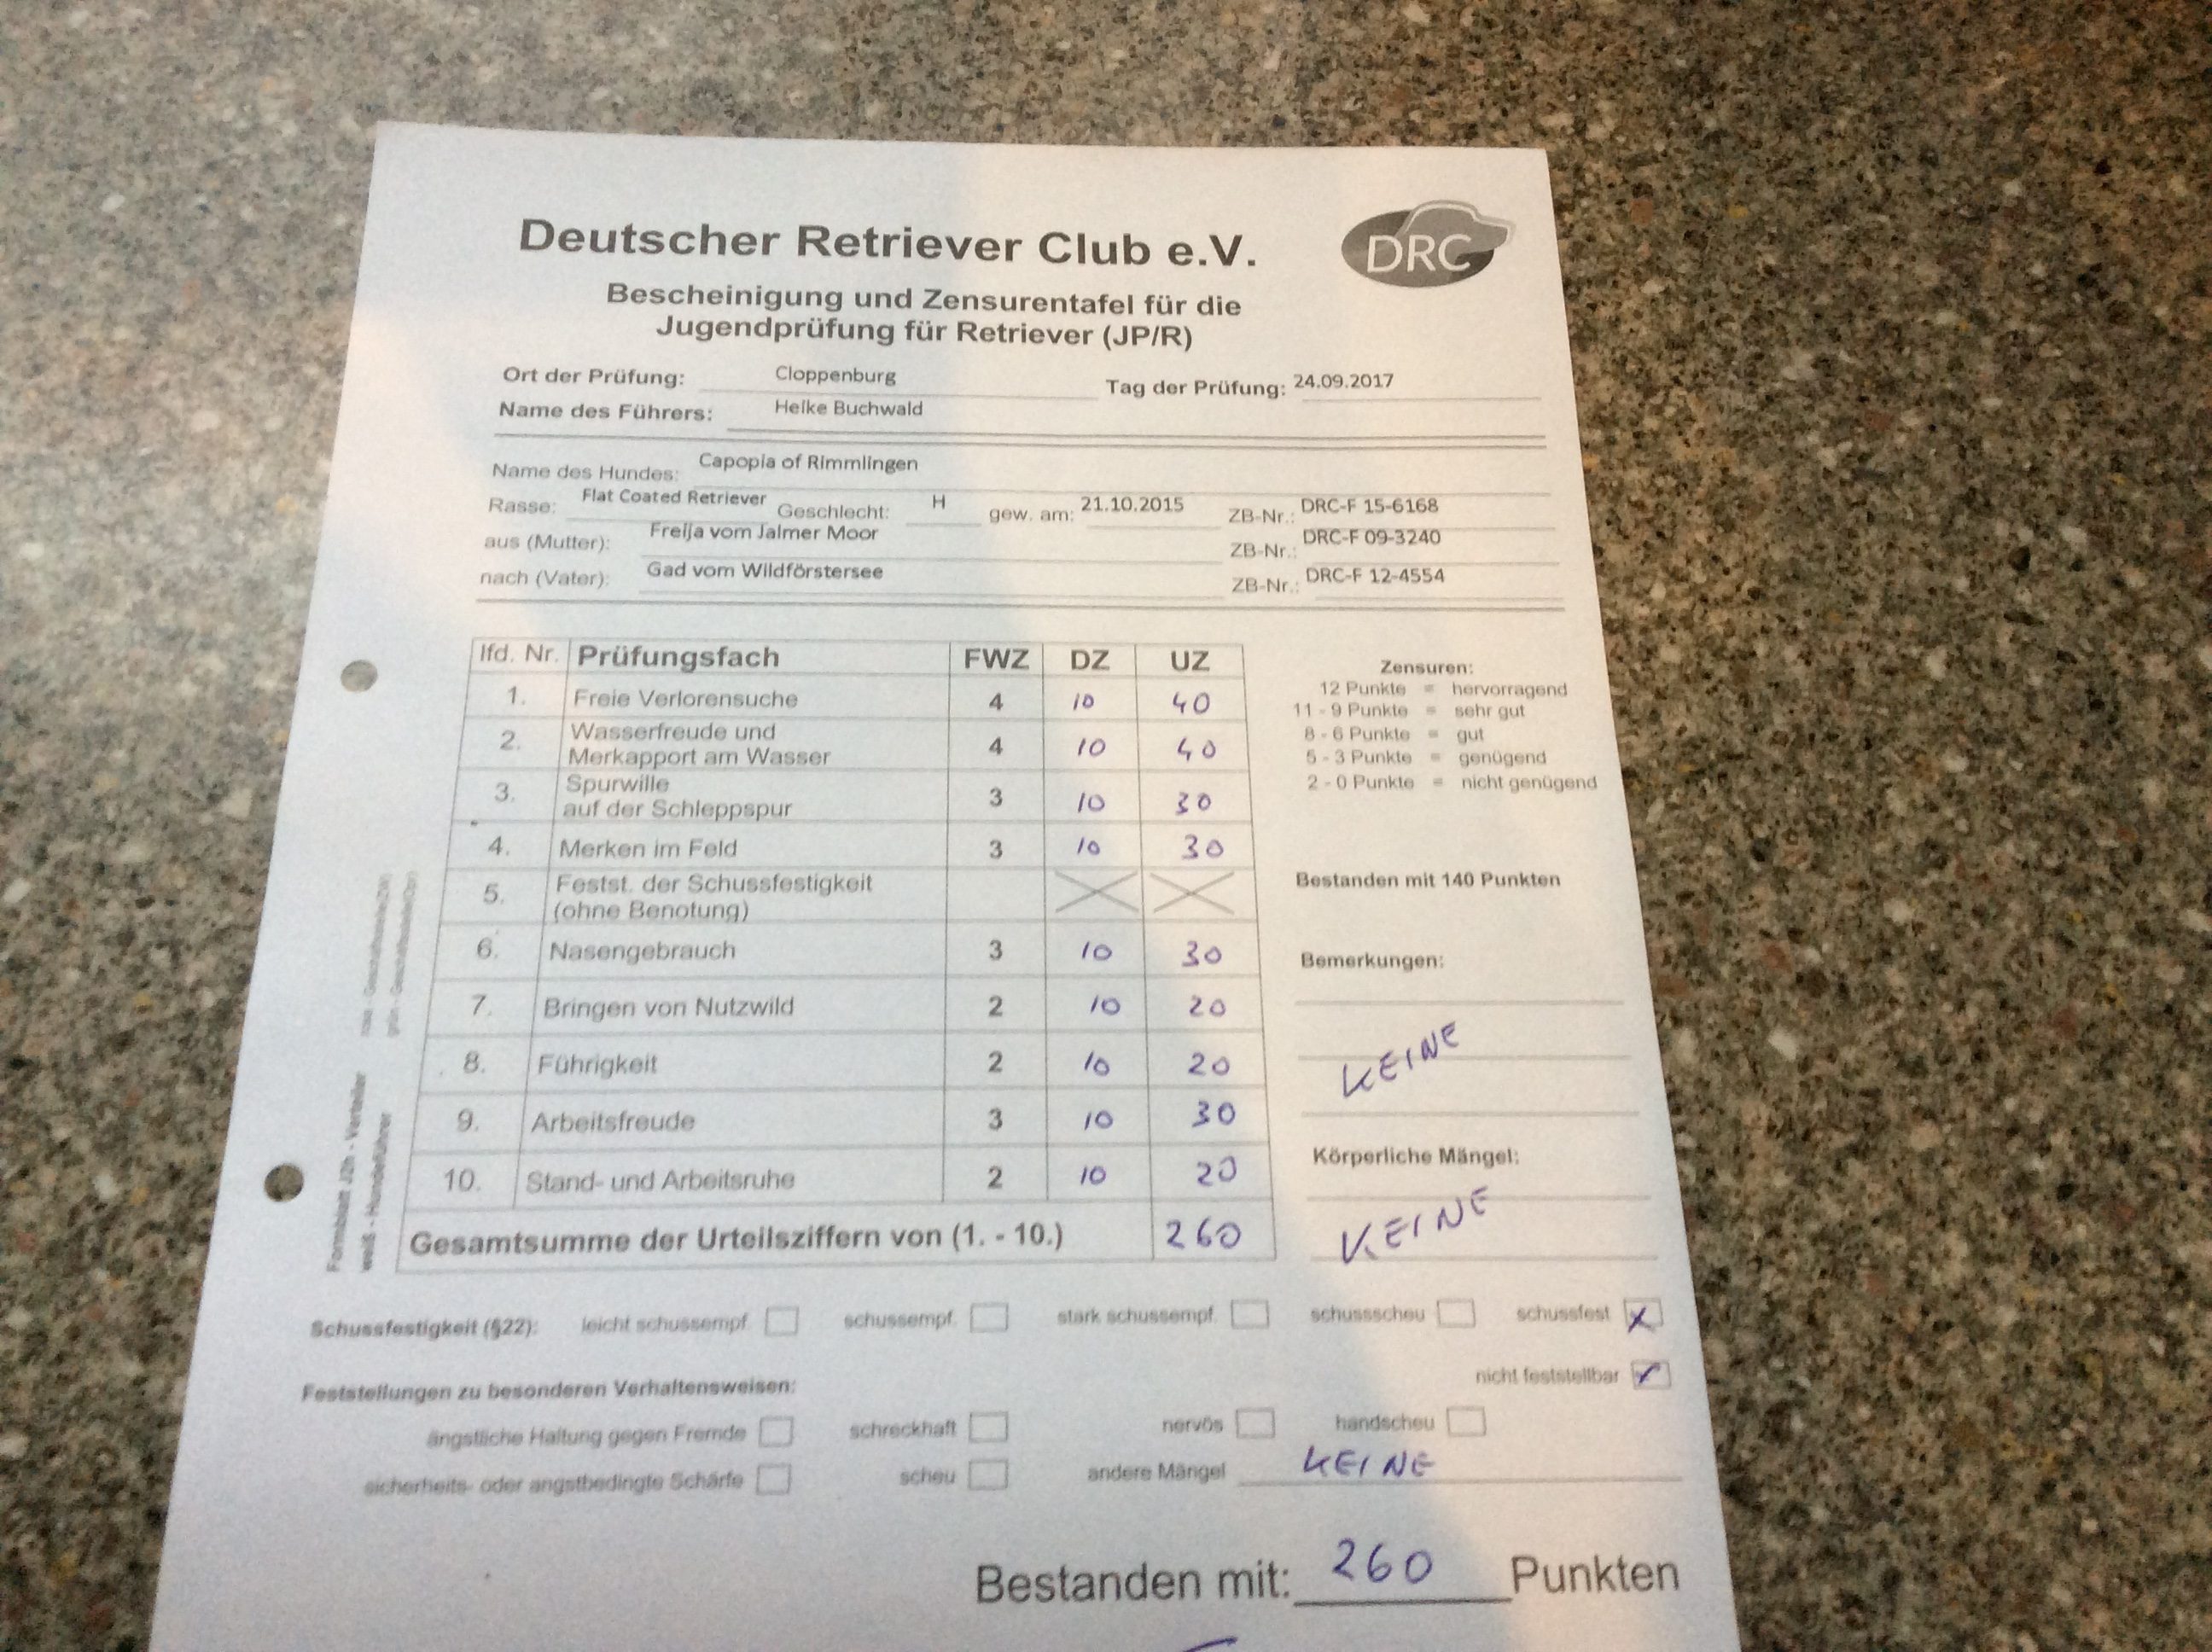 Deutscher Retriever Club e.V.
DRC
Bescheinigung und Zensurentafel für die
Jugendprüfung für Retriever (JP/R)
Ort der Prüfung: Cloppenburg Tag der Prüfung: 24.09.2017
Name des Führers: Heike Buchwald
Name des Hundes: Capopia of Rimmlingen
Rasse: Flat Coated Retriever Geschlecht: H gew. am: 21.10.2015 ZB-Nr.: DRC-F 15-6168
aus (Mutter): Freija vom Jalmer Moor ZB-Nr.: DRC-F 09-3240
nach (Vater): Gad vom Wildförstersee ZB-Nr.: DRC-F 12-4554
lfd. Nr. Prüfungsfach FWZ DZ UZ
1. Freie Verlorensuche 4 10 40
2. Wasserfreude und
Merkapport am Wasser 4 10 40
3. Spurwille
auf der Schleppspur 3 10 30
4. Merken im Feld 3 10 30
5. Festst. der Schussfestigkeit
(ohne Benotung)
6. Nasengebrauch 3 10 30
7. Bringen von Nutzwild 2 10 20
8. Führigkeit 2 10 20
9. Arbeitsfreude 3 10 30
10. Stand- und Arbeitsruhe 2 10 20
Gesamtsumme der Urteilsziffern von (1. - 10.) 260
Zensuren:
12 Punkte = hervorragend
11 - 9 Punkte = sehr gut
8 - 6 Punkte = gut
5 - 3 Punkte = genügend
2 - 0 Punkte = nicht genügend
Bestanden mit 140 Punkten
Bemerkungen:
KEINE
Körperliche Mängel:
KEINE
Formblatt J2h - Verteiler
weiß - Hundeführer
Schussfestigkeit (§22): leicht schussempf. schussempf. stark schussempf. schussscheu schussfest X
nicht feststellbar
Feststellungen zu besonderen Verhaltensweisen:
ängstliche Haltung gegen Fremde schreckhaft nervös handscheu
sicherheits- oder angstbedingte Schärfe scheu andere Mängel KEINE
Bestanden mit: 260 Punkten